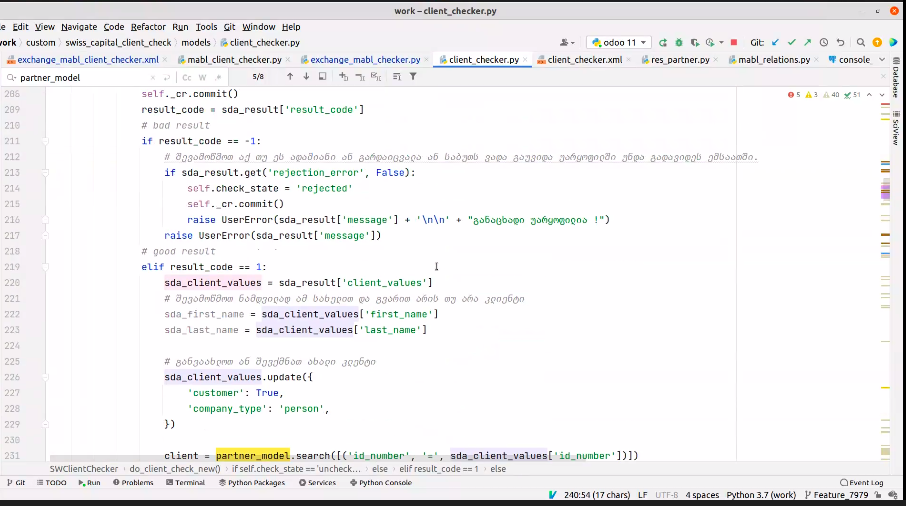 work – client_checker.py
Edit View Navigate Code Refactor Run Tools Git Window Help
work custom swiss_capital_client_check models client_checker.py odoo 11 Git:
exchange_mabl_client_checker.xml mabl_client_checker.py exchange_mabl_checker.py client_checker.py client_checker.xml res_partner.py mabl_relations.py console_
partner_model Cc W 5/8
208 self._cr.commit() 5 3 40 51
209 result_code = sda_result['result_code']
210 # bad result
211 if result_code == -1:
212 # შევამოწმოთ აქ თუ ეს ადამიანი ან გარდაიცვალა ან საბუთს ვადა გაუვიდა უარყოფილში უნდა გადავიდეს ემსაათში.
213 if sda_result.get('rejection_error', False):
214 self.check_state = 'rejected'
215 self._cr.commit()
216 raise UserError(sda_result['message'] + '\n\n' + "განაცხადი უარყოფილია !")
217 raise UserError(sda_result['message'])
218 # good result
219 elif result_code == 1:
220 sda_client_values = sda_result['client_values']
221 # შევამოწმოთ ნამდვილად ამ სახელით და გვარით არის თუ არა კლიენტი
222 sda_first_name = sda_client_values['first_name']
223 sda_last_name = sda_client_values['last_name']
224
225 # განვაახლოთ ან შევქმნათ ახალი კლენტი
226 sda_client_values.update({
227 'customer': True,
228 'company_type': 'person',
229 })
230
231 client = partner_model.search([('id_number', '=', sda_client_values['id_number'])])
SWClientChecker do_client_check_new() if self.check_state == 'uncheck... else elif result_code == 1 else
Git TODO Run Problems Terminal Python Packages Services Python Console Event Log
240:54 (17 chars) LF UTF-8 4 spaces Python 3.7 (work) Feature_7979
Database
SciView